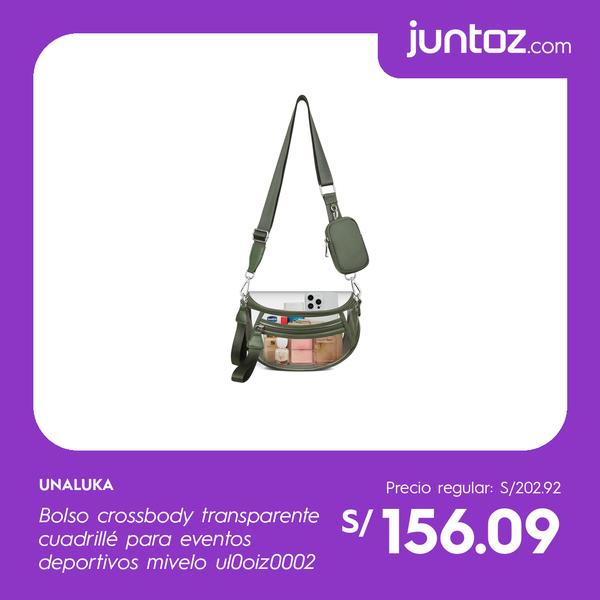 juntoz.com
UNALUKA
Bolso crossbody transparente
cuadrillé para eventos
deportivos mivelo ul0oiz0002
Precio regular: S/202.92
S/156.09